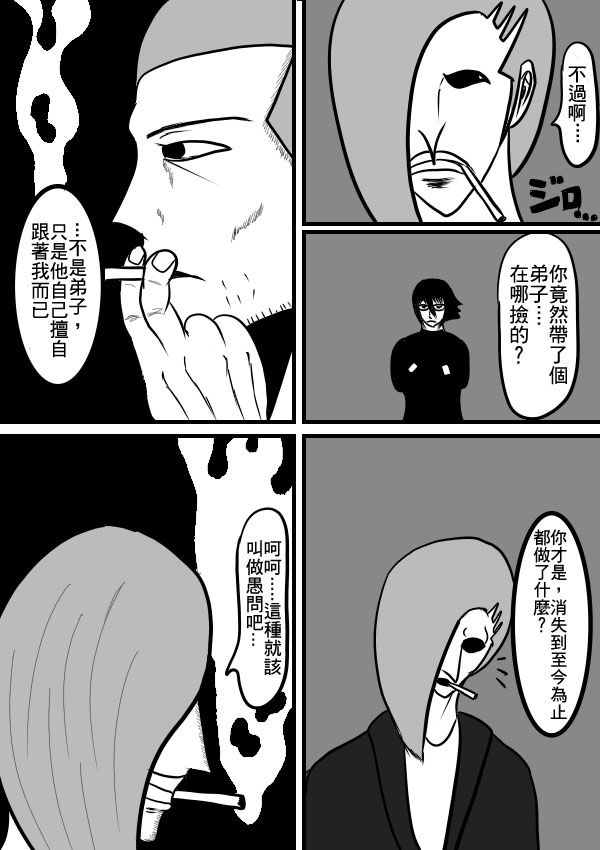 不過啊…
ジロ…
你竟然帶了個
弟子…
在哪撿的？
…不是弟子，
只是他自己擅自
跟著我而已
你才是，消失到至今為止
都做了什麼？
呵呵……這種就該
叫做愚問吧…